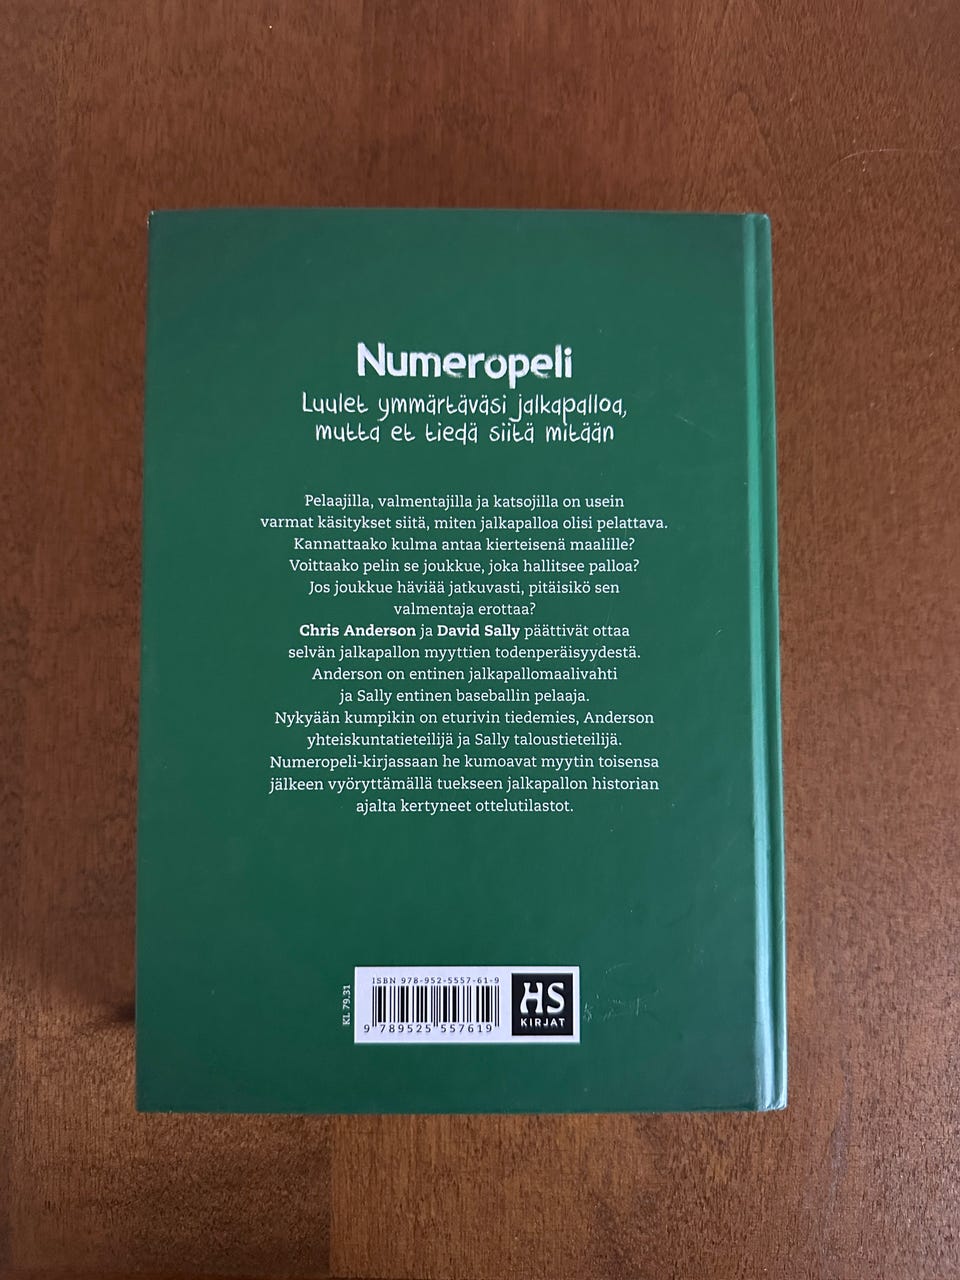 Numeropeli
Luulet ymmärtäväsi jalkapalloa,
mutta et tiedä siitä mitään
Pelaajilla, valmentajilla ja katsojilla on usein
varmat käsitykset siitä, miten jalkapalloa olisi pelattava.
Kannattaako kulma antaa kierteisenä maalille?
Voittaako pelin se joukkue, joka hallitsee palloa?
Jos joukkue häviää jatkuvasti, pitäisikö sen
valmentaja erottaa?
Chris Anderson ja David Sally päättivät ottaa
selvän jalkapallon myyttien todenperäisyydestä.
Anderson on entinen jalkapallomaalivahti
ja Sally entinen baseballin pelaaja.
Nykyään kumpikin on eturivin tiedemies, Anderson
yhteiskuntatieteilijä ja Sally taloustieteilijä.
Numeropeli-kirjassaan he kumoavat myytin toisensa
jälkeen vyöryttämällä tuekseen jalkapallon historian
ajalta kertyneet ottelutilastot.
KL 79.31
ISBN 978-952-5557-61-9
9 789525 557619
HS
KIRJAT